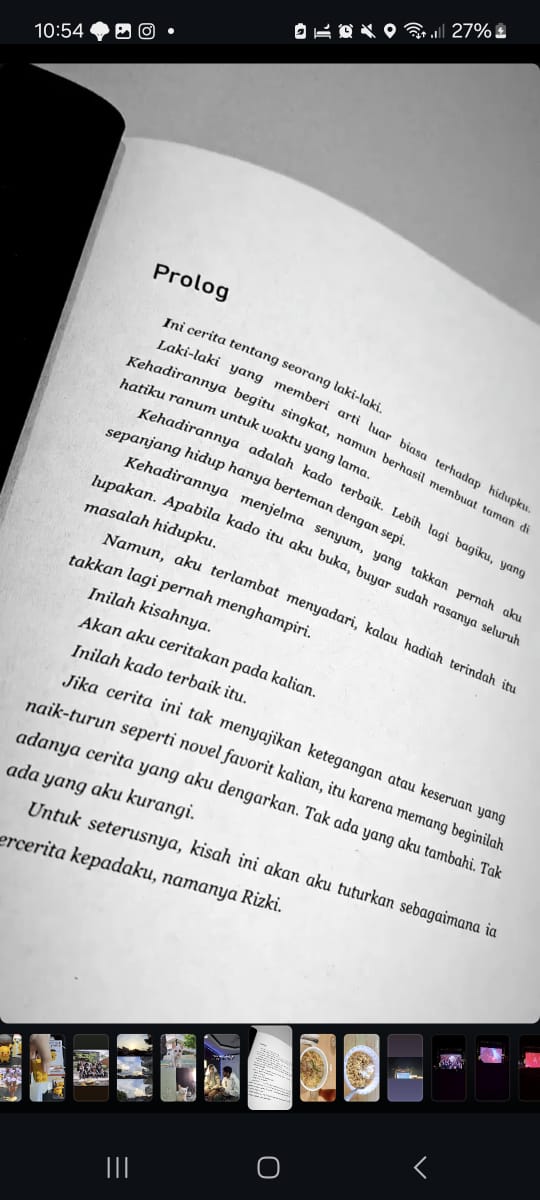 10:54
27%
Prolog
Ini cerita tentang seorang laki-laki.
Laki-laki yang memberi arti luar biasa terhadap hidupku.
Kehadirannya begitu singkat, namun berhasil membuat taman di
hatiku ranum untuk waktu yang lama.
Kehadirannya adalah kado terbaik. Lebih lagi bagiku, yang
sepanjang hidup hanya berteman dengan sepi.
Kehadirannya menjelma senyum, yang takkan pernah aku
lupakan. Apabila kado itu aku buka, buyar sudah rasanya seluruh
masalah hidupku.
Namun, aku terlambat menyadari, kalau hadiah terindah itu
takkan lagi pernah menghampiri.
Inilah kisahnya.
Akan aku ceritakan pada kalian.
Inilah kado terbaik itu.
Jika cerita ini tak menyajikan ketegangan atau keseruan yang
naik-turun seperti novel favorit kalian, itu karena memang beginilah
adanya cerita yang aku dengarkan. Tak ada yang aku tambahi. Tak
ada yang aku kurangi.
Untuk seterusnya, kisah ini akan aku tuturkan sebagaimana ia
ercerita kepadaku, namanya Rizki.